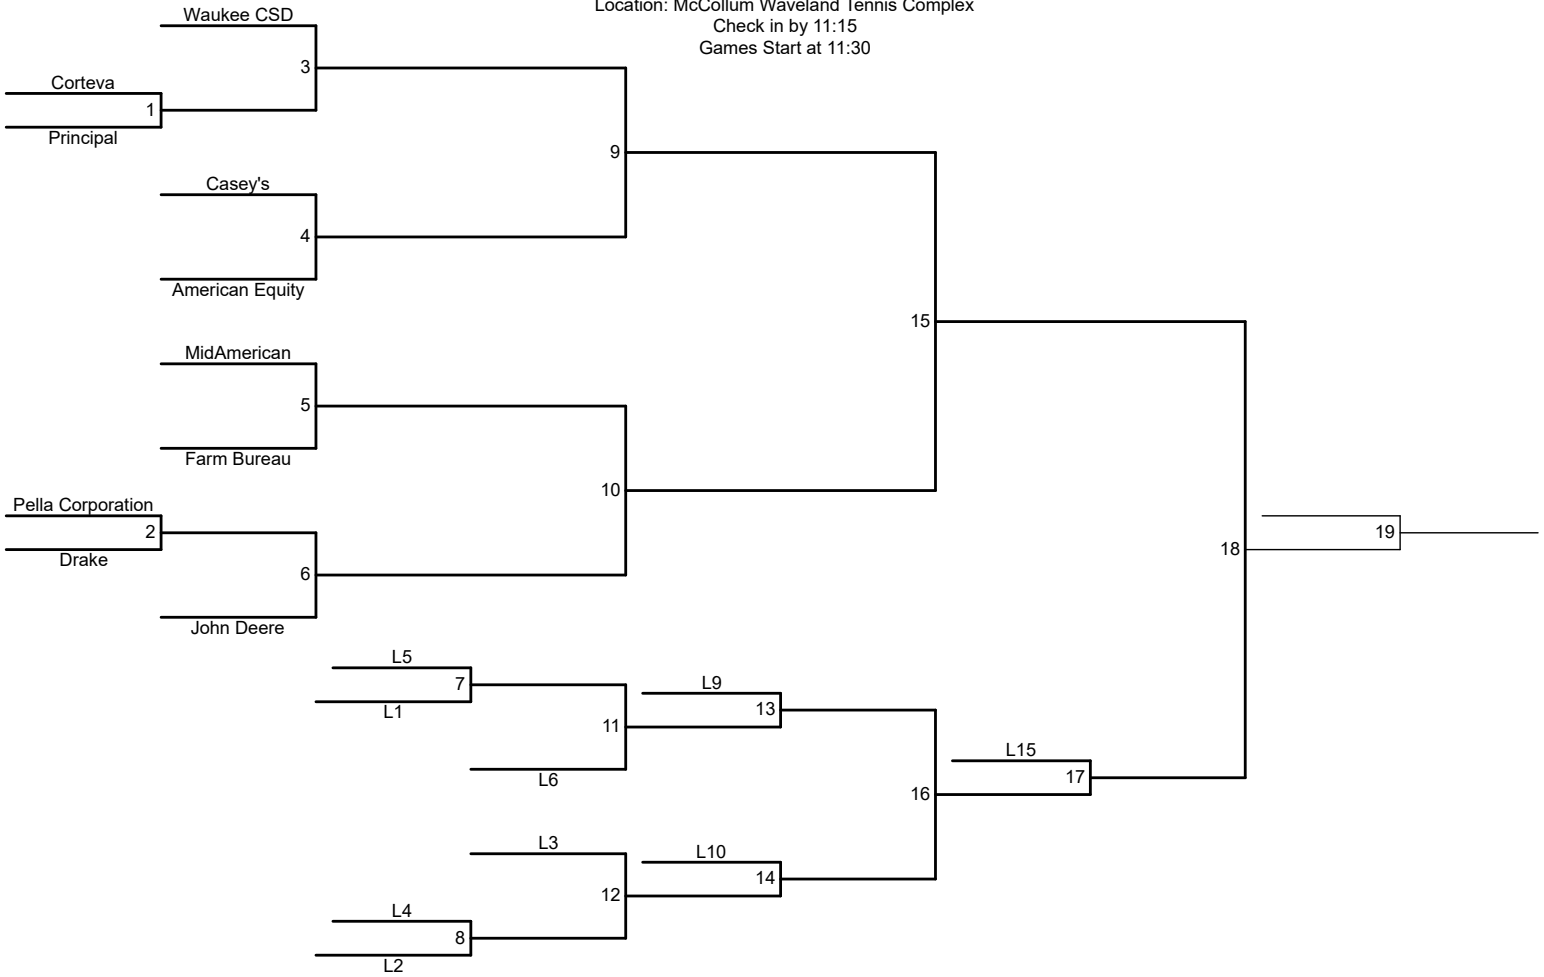 Location: McCollum Waveland Tennis Complex
Check in by 11:15
Games Start at 11:30
Waukee CSD
3
Corteva
1
Principal
9
Casey's
4
American Equity
15
MidAmerican
5
Farm Bureau
10
Pella Corporation
2
Drake
6
John Deere
19
18
L5
7
L1
L9
13
11
L6
L15
17
16
L3
L10
14
12
L4
8
L2